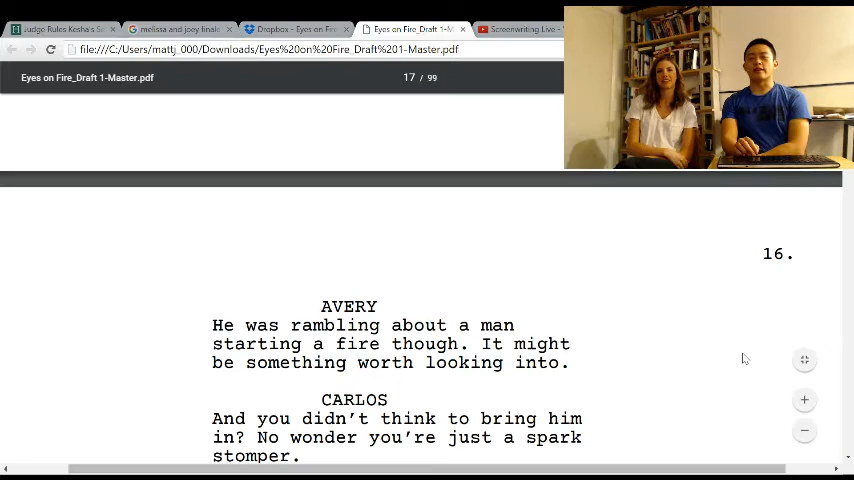 Judge Rules Kesha's Se
melissa and joey finale
Dropbox - Eyes on Fire
Eyes on Fire_Draft 1-M
Screenwriting Live -
file:///C:/Users/mattj_000/Downloads/Eyes%20on%20Fire_Draft%201-Master.pdf
Eyes on Fire_Draft 1-Master.pdf
17 / 99
16.
AVERY
He was rambling about a man
starting a fire though. It might
be something worth looking into.
CARLOS
And you didn't think to bring him
in? No wonder you're just a spark
stomper.